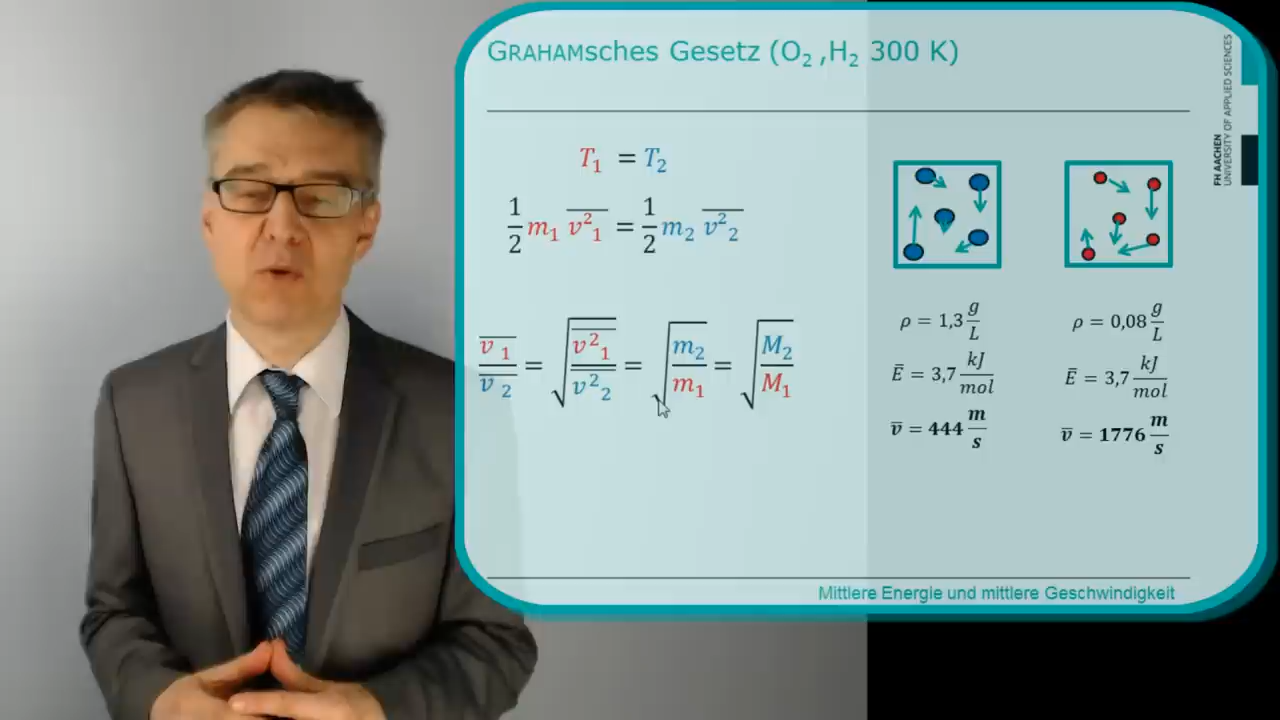 GRAHAMsches Gesetz (O₂ ,H₂ 300 K)
FH AACHEN
UNIVERSITY OF APPLIED SCIENCES
T₁ = T₂
1/2 m₁ v̅²₁ = 1/2 m₂ v̅²₂
v̅₁/v̅₂ = √(v̅²₁/v̅²₂) = √(m₂/m₁) = √(M₂/M₁)
ρ = 1,3 g/L
Ē = 3,7 kJ/mol
v̅ = 444 m/s
ρ = 0,08 g/L
Ē = 3,7 kJ/mol
v̅ = 1776 m/s
Mittlere Energie und mittlere Geschwindigkeit